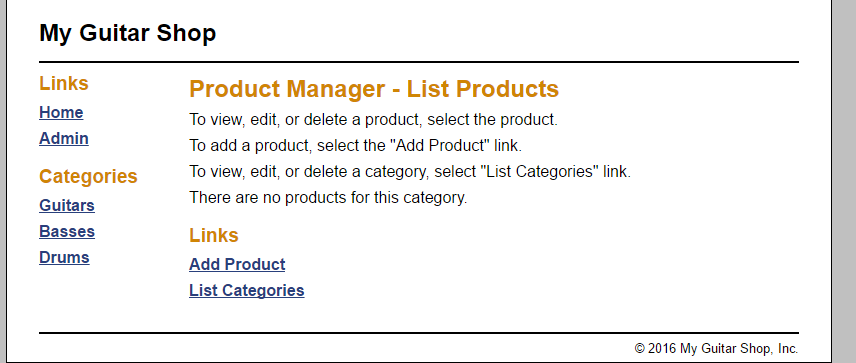 My Guitar Shop
Links
Home
Admin
Categories
Guitars
Basses
Drums
Product Manager - List Products
To view, edit, or delete a product, select the product.
To add a product, select the "Add Product" link.
To view, edit, or delete a category, select "List Categories" link.
There are no products for this category.
Links
Add Product
List Categories
© 2016 My Guitar Shop, Inc.